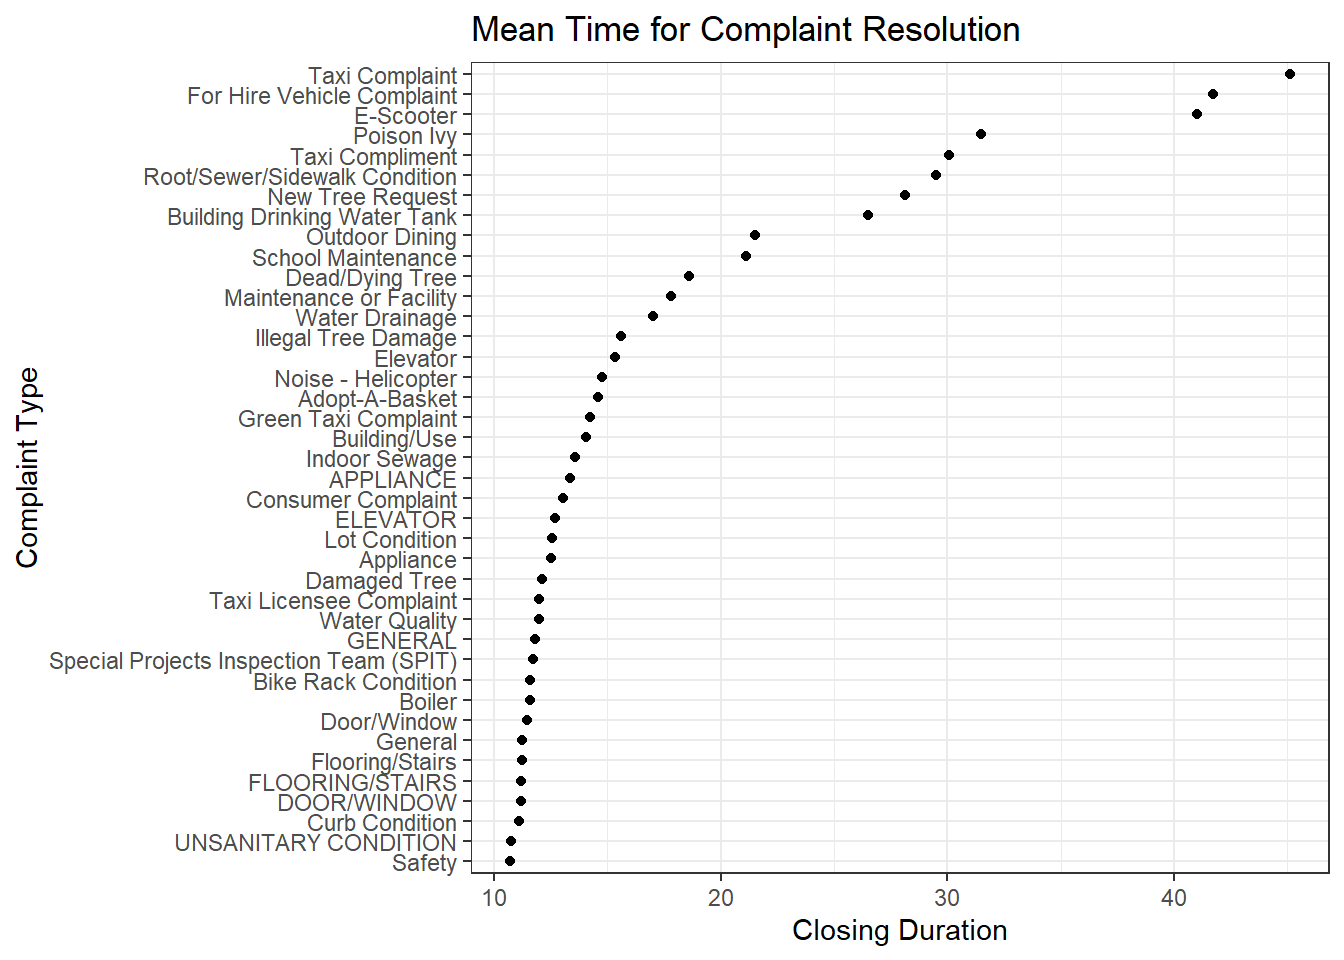 Mean Time for Complaint Resolution
Taxi Complaint
For Hire Vehicle Complaint
E-Scooter
Poison Ivy
Taxi Compliment
Root/Sewer/Sidewalk Condition
New Tree Request
Building Drinking Water Tank
Outdoor Dining
School Maintenance
Dead/Dying Tree
Maintenance or Facility
Water Drainage
Illegal Tree Damage
Elevator
Noise - Helicopter
Adopt-A-Basket
Green Taxi Complaint
Building/Use
Indoor Sewage
APPLIANCE
Consumer Complaint
ELEVATOR
Lot Condition
Appliance
Damaged Tree
Taxi Licensee Complaint
Water Quality
GENERAL
Special Projects Inspection Team (SPIT)
Bike Rack Condition
Boiler
Door/Window
General
Flooring/Stairs
FLOORING/STAIRS
DOOR/WINDOW
Curb Condition
UNSANITARY CONDITION
Safety
Complaint Type
10 20 30 40
Closing Duration